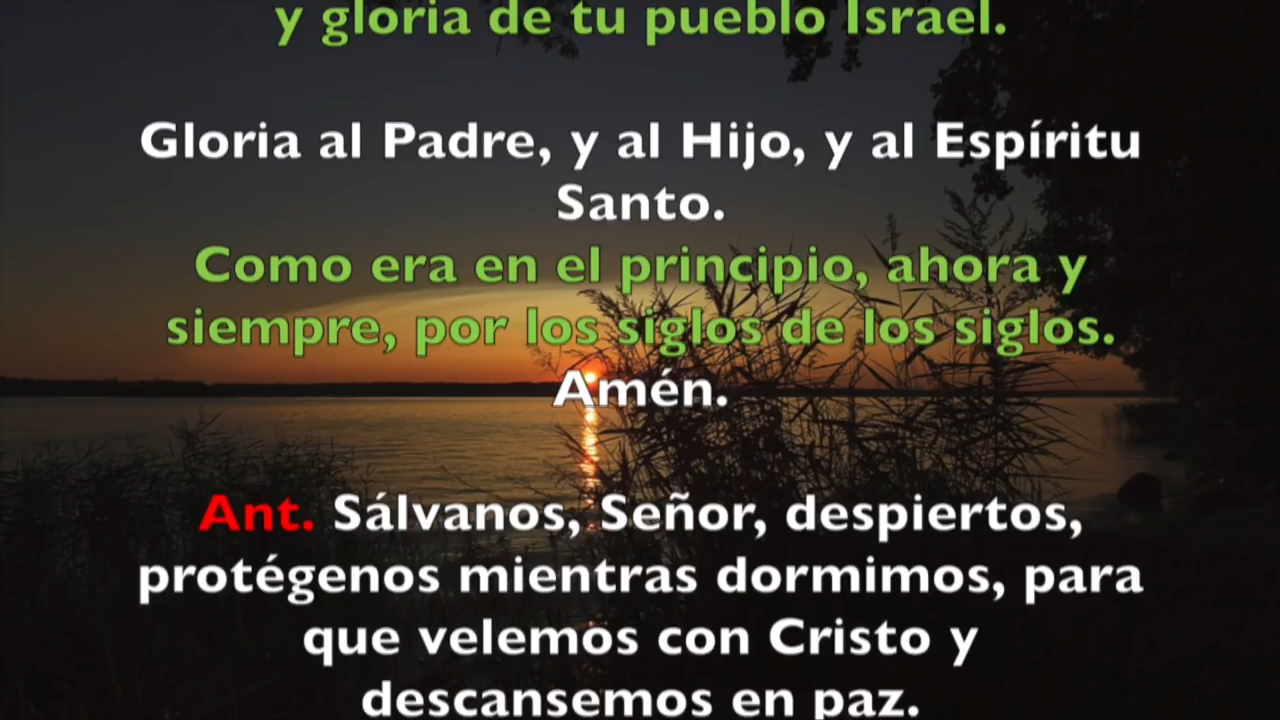 y gloria de tu pueblo Israel.
Gloria al Padre, y al Hijo, y al Espíritu
Santo.
Como era en el principio, ahora y
siempre, por los siglos de los siglos.
Amén.
Ant. Sálvanos, Señor, despiertos,
protégenos mientras dormimos, para
que velemos con Cristo y
descansemos en paz.